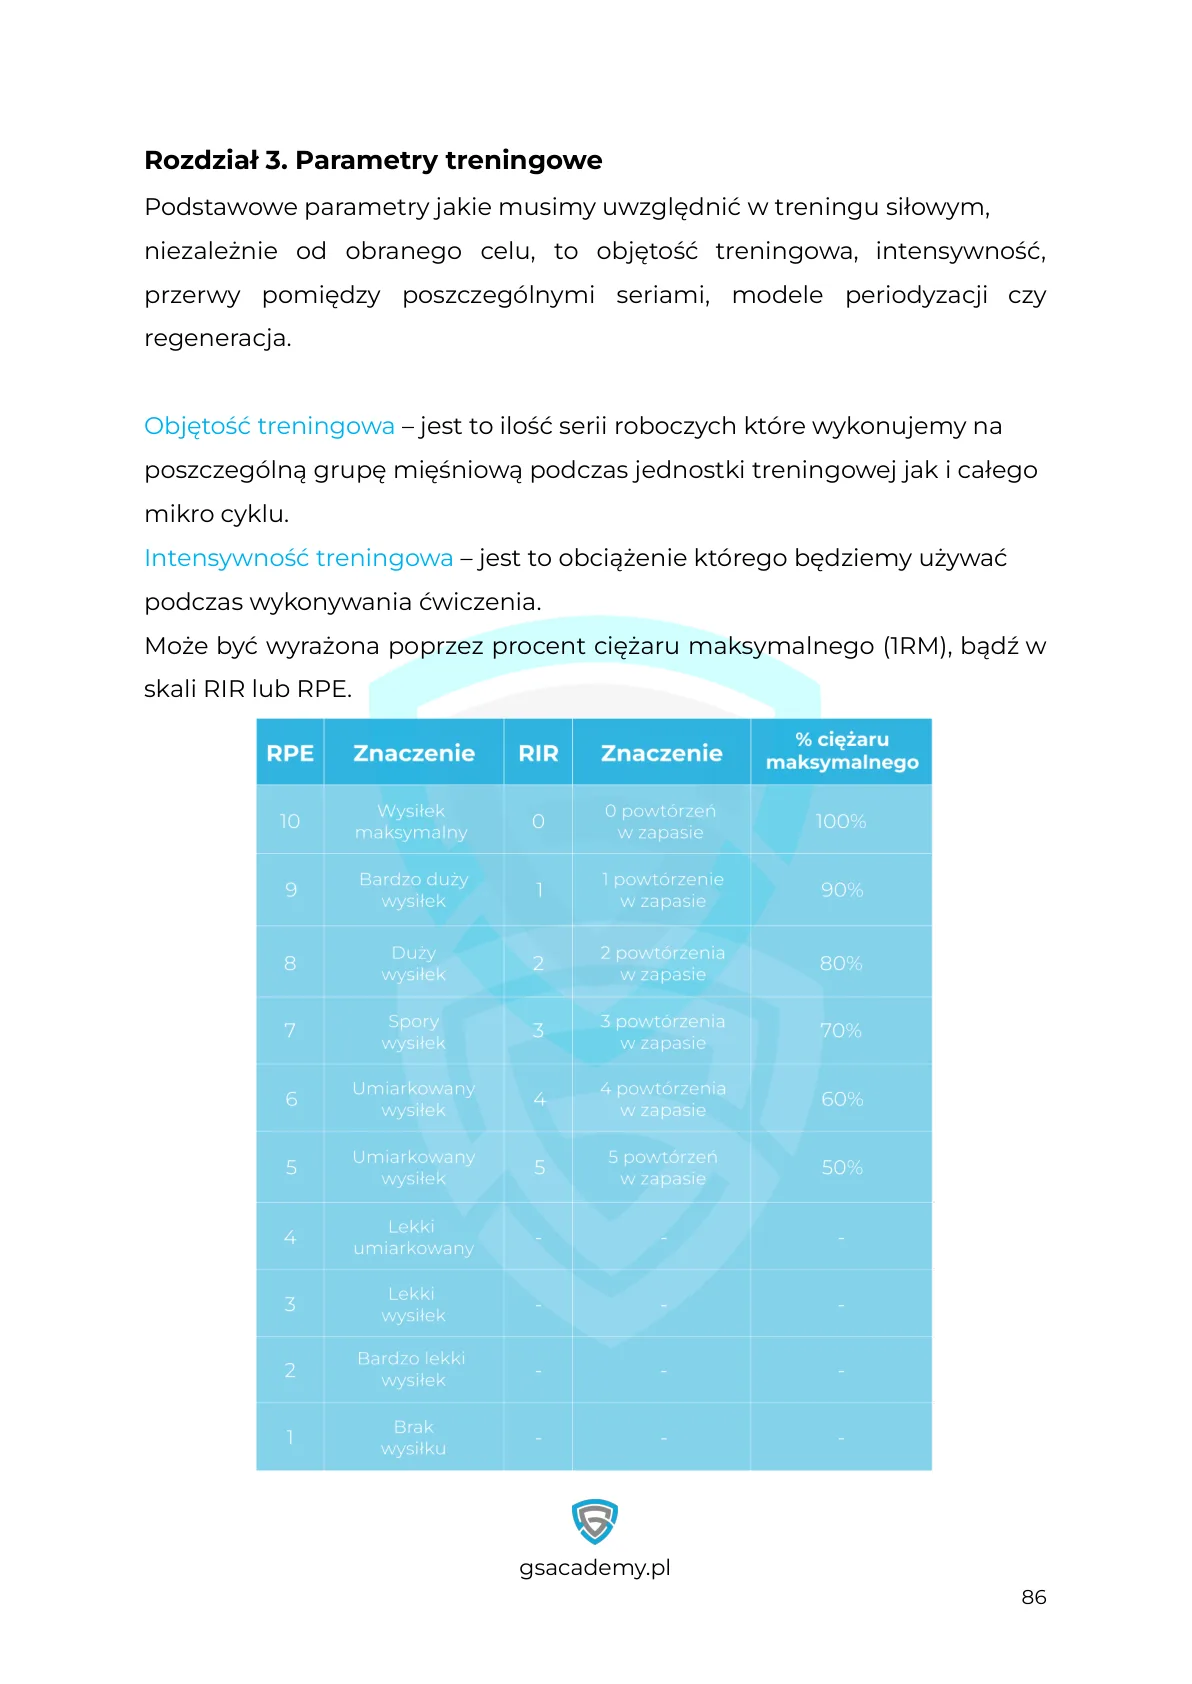 Rozdział 3. Parametry treningowe
Podstawowe parametry jakie musimy uwzględnić w treningu siłowym,
niezależnie od obranego celu, to objętość treningowa, intensywność,
przerwy pomiędzy poszczególnymi seriami, modele periodyzacji czy
regeneracja.
Objętość treningowa – jest to ilość serii roboczych które wykonujemy na
poszczególną grupę mięśniową podczas jednostki treningowej jak i całego
mikro cyklu.
Intensywność treningowa – jest to obciążenie którego będziemy używać
podczas wykonywania ćwiczenia.
Może być wyrażona poprzez procent ciężaru maksymalnego (1RM), bądź w
skali RIR lub RPE.
RPE Znaczenie RIR Znaczenie % ciężaru
maksymalnego
10 Wysiłek
maksymalny 0 0 powtórzeń
w zapasie 100%
9 Bardzo duży
wysiłek 1 1 powtórzenie
w zapasie 90%
8 Duży
wysiłek 2 2 powtórzenia
w zapasie 80%
7 Spory
wysiłek 3 3 powtórzenia
w zapasie 70%
6 Umiarkowany
wysiłek 4 4 powtórzenia
w zapasie 60%
5 Umiarkowany
wysiłek 5 5 powtórzeń
w zapasie 50%
4 Lekki
umiarkowany - - -
3 Lekki
wysiłek - - -
2 Bardzo lekki
wysiłek - - -
1 Brak
wysiłku - - -
gsacademy.pl
86